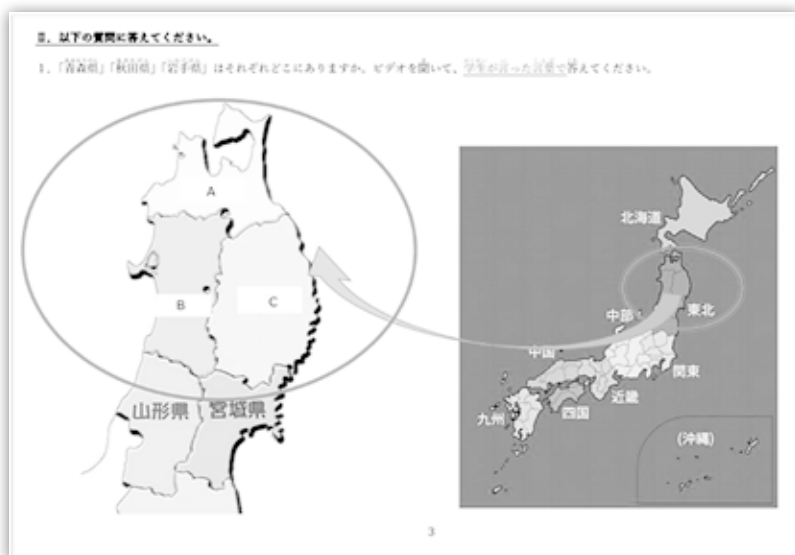 Ⅱ. 以下の質問に答えてください。
1. 「青森県」「秋田県」「岩手県」はそれぞれどこにありますか。ビデオを聞いて、学生が言った言葉で答えてください。
A
B
C
山形県
宮城県
北海道
東北
中部
中国
関東
近畿
四国
九州
(沖縄)
3